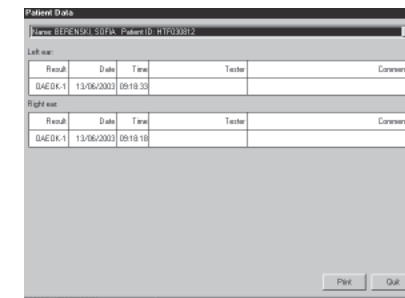 Patient Data
Name: BERENSKI, SOFIA Patient ID: HTF030812
Left ear:
Result Date Time Tester Commen
OAEOK-1 13/06/2003 09:18:33
Right ear:
Result Date Time Tester Commen
OAEOK-1 13/06/2003 09:18:18
Print Quit